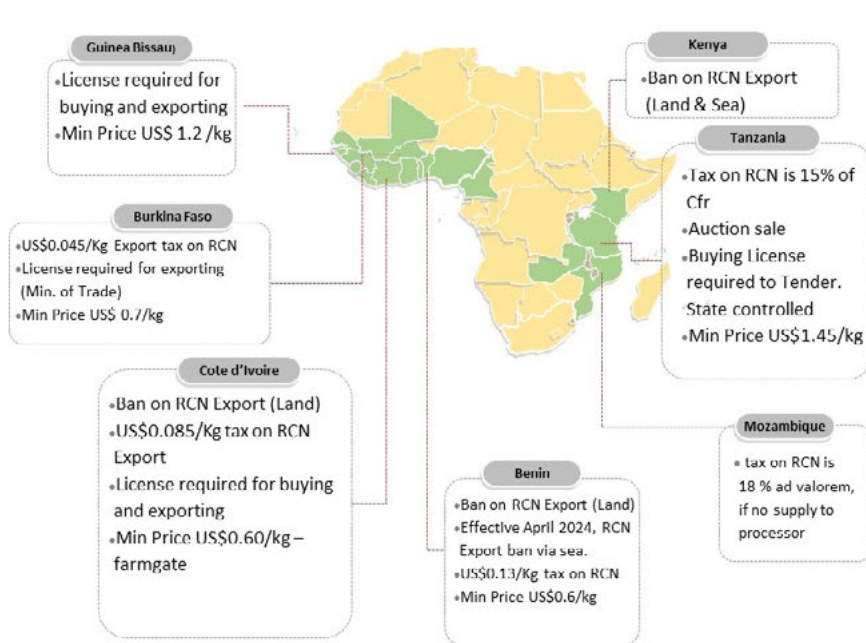 Guinea Bissau
•License required for
buying and exporting
•Min Price US$ 1.2 /kg
Burkina Faso
•US$0.045/Kg Export tax on RCN
•License required for exporting
(Min. of Trade)
•Min Price US$ 0.7/kg
Cote d'Ivoire
•Ban on RCN Export (Land)
•US$0.085/Kg tax on RCN
Export
•License required for buying
and exporting
•Min Price US$0.60/kg –
farmgate
Benin
•Ban on RCN Export (Land)
•Effective April 2024, RCN
Export ban via sea.
•US$0.13/Kg tax on RCN
•Min Price US$0.6/kg
Kenya
•Ban on RCN Export
(Land & Sea)
Tanzania
•Tax on RCN is 15% of
Cfr
•Auction sale
•Buying License
required to Tender.
State controlled
•Min Price US$1.45/kg
Mozambique
• tax on RCN is
18 % ad valorem,
if no supply to
processor